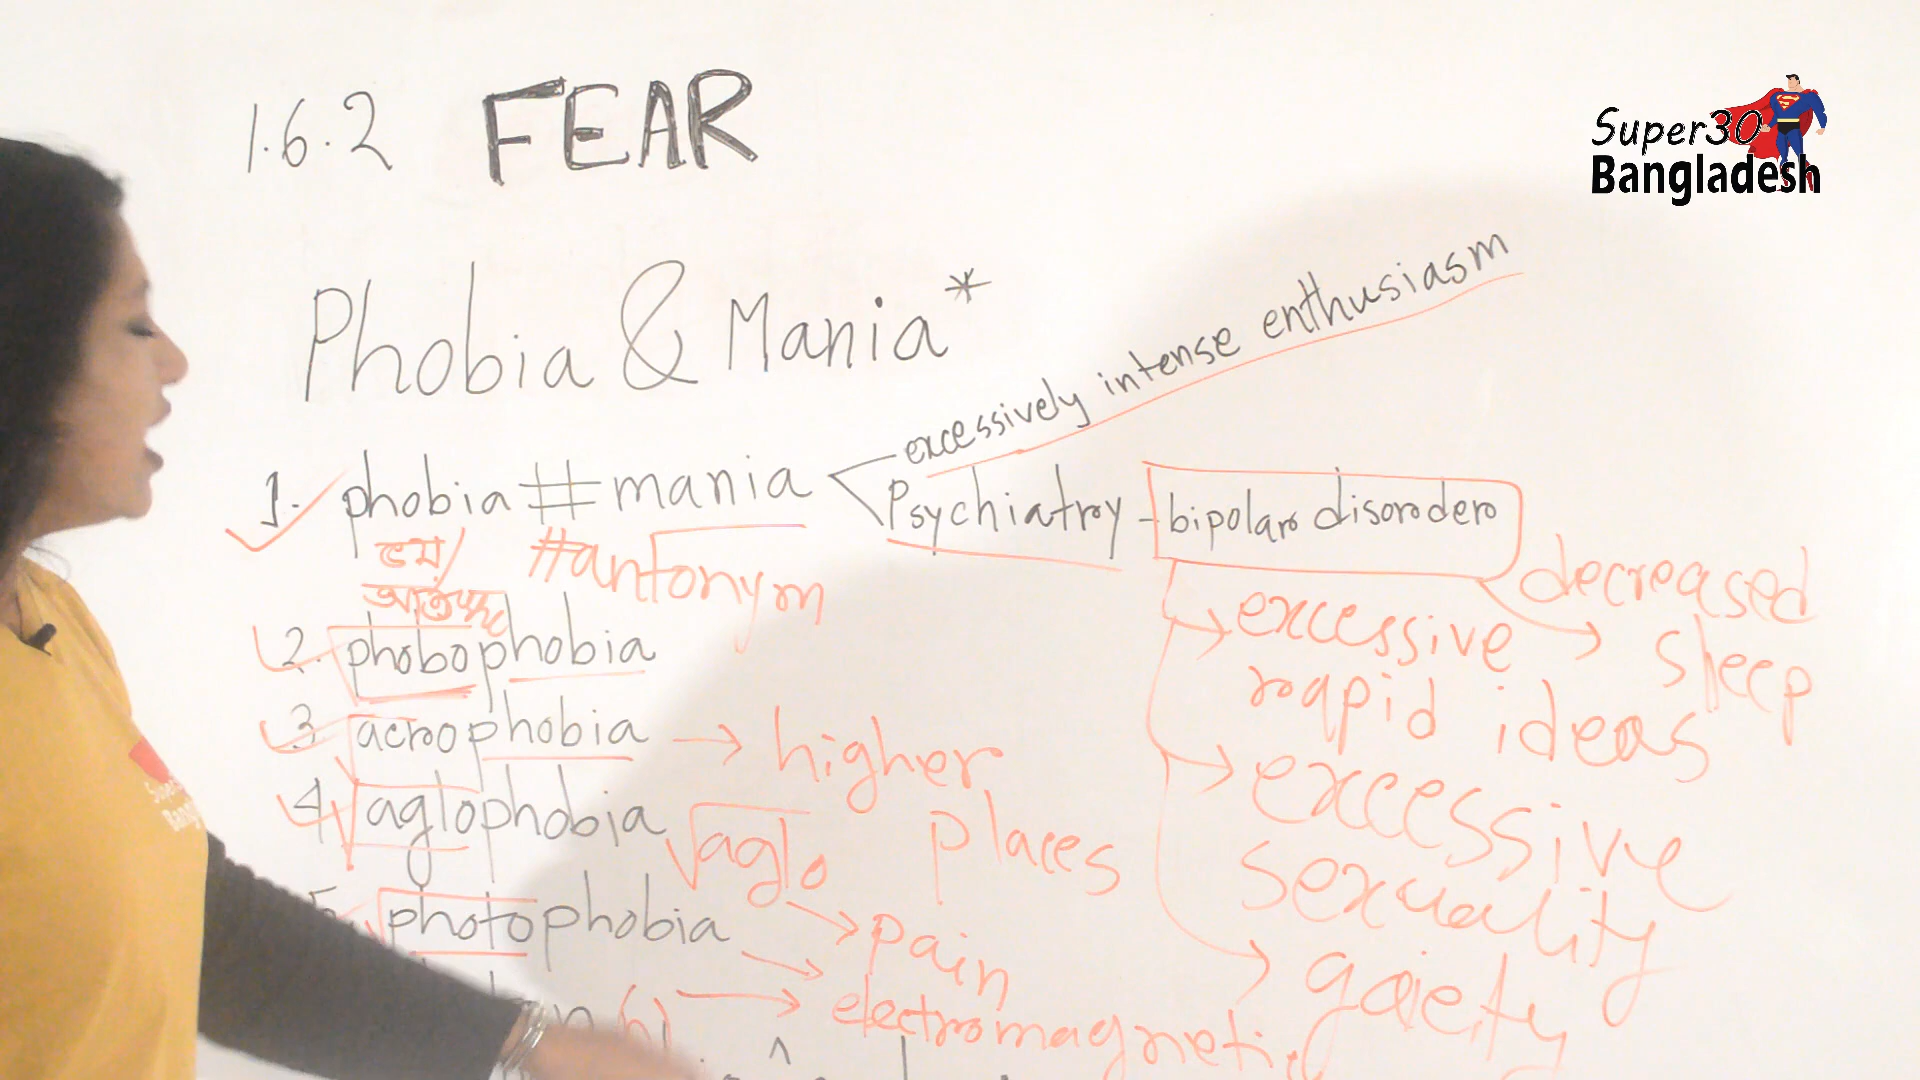 1.6.2 FEAR
Super30
Bangladesh
Phobia & Mania*
excessively intense enthusiasm
1. phobia # mania
Psychiatry - bipolar disorder
ভয়/
#antonym
decreased
sleep
excessive
rapid ideas
2. phobophobia
3. acrophobia → higher
places
4. aglophobia
aglo
→ pain
excessive
sexuality
5. photophobia
gaiety
→ electromagneti